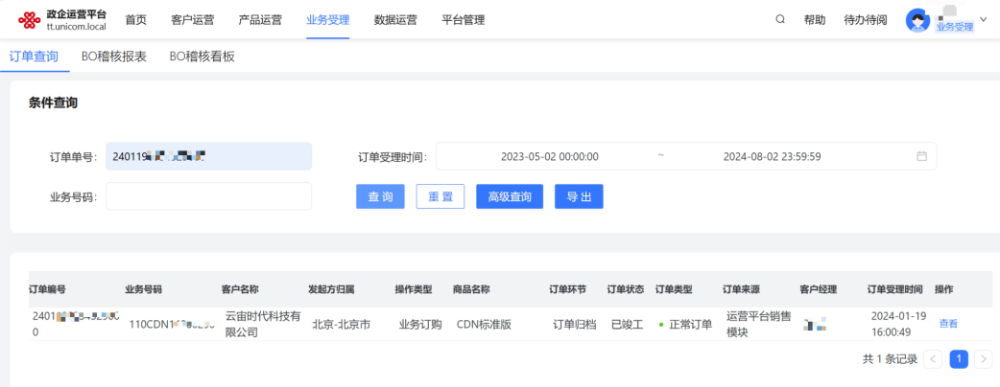 政企运营平台
tt.unicom.local
首页 客户运营 产品运营 业务受理 数据运营 平台管理 帮助 待办待阅
业务受理
订单查询 BO稽核报表 BO稽核看板
条件查询
订单单号: 240119 订单受理时间: 2023-05-02 00:00:00 ~ 2024-08-02 23:59:59
业务号码: 查 询 重 置 高级查询 导 出
订单编号 业务号码 客户名称 发起方归属 操作类型 商品名称 订单环节 订单状态 订单类型 订单来源 客户经理 订单受理时间 操作
2401
0
110CDN1
云宙时代科技有
限公司
北京-北京市 业务订购 CDN标准版 订单归档 已竣工 正常订单
运营平台销售
模块
2024-01-19
16:00:49
查看
共 1 条记录 < 1 >